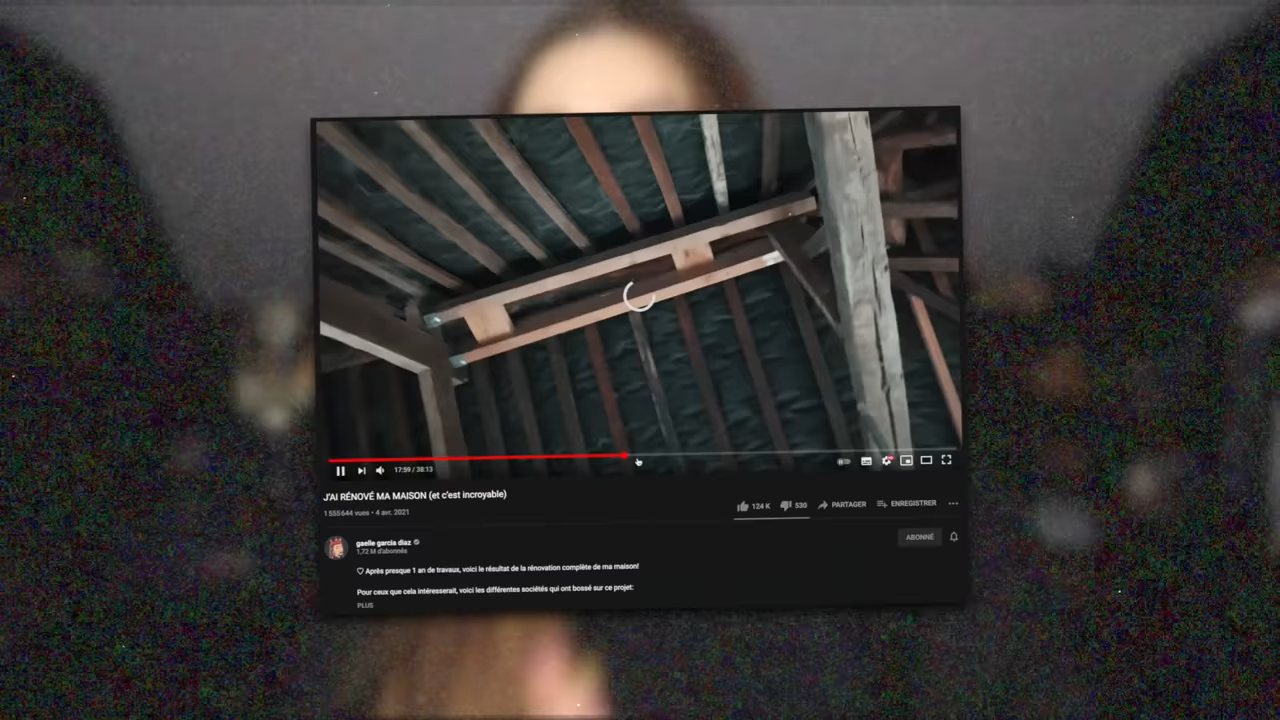 17:59 / 38:13
J'AI RÉNOVÉ MA MAISON (et c'est incroyable)
1 555 644 vues • 4 avr. 2021
124 K
530
PARTAGER
ENREGISTRER
gaelle garcia diaz
1,72 M d'abonnés
ABONNÉ
♡ Après presque 1 an de travaux, voici le résultat de la rénovation complète de ma maison!
Pour ceux que cela intéresserait, voici les différentes sociétés qui ont bossé sur ce projet:
PLUS